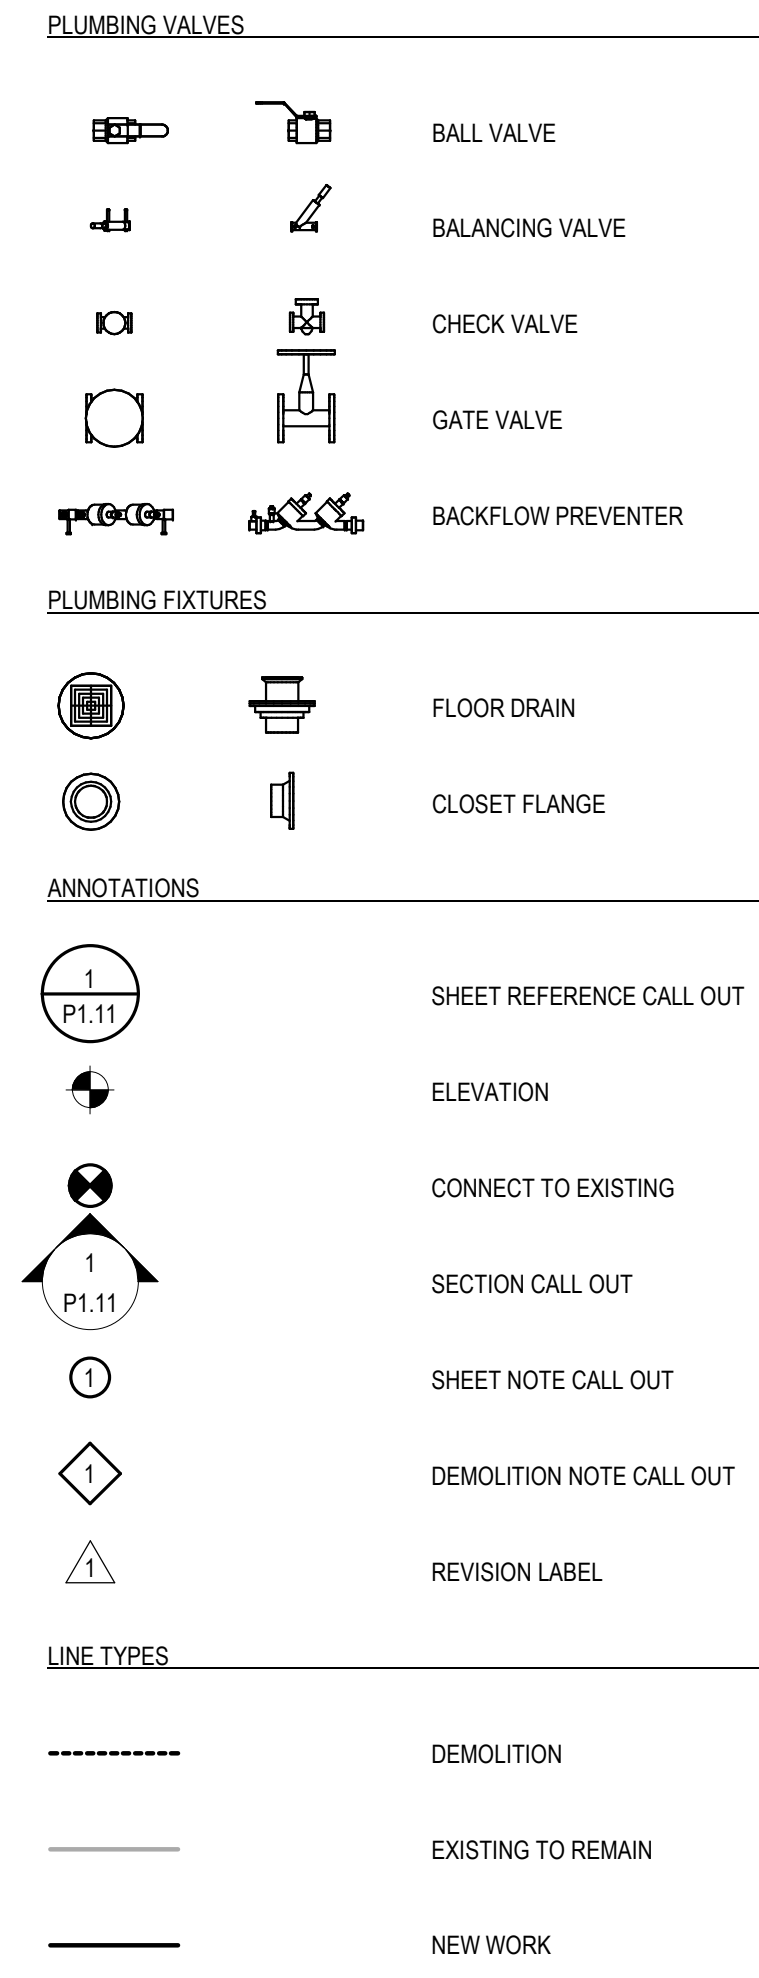 PLUMBING VALVES
BALL VALVE
BALANCING VALVE
CHECK VALVE
GATE VALVE
BACKFLOW PREVENTER
PLUMBING FIXTURES
FLOOR DRAIN
CLOSET FLANGE
ANNOTATIONS
1
P1.11
SHEET REFERENCE CALL OUT
ELEVATION
CONNECT TO EXISTING
1
P1.11
SECTION CALL OUT
1
SHEET NOTE CALL OUT
1
DEMOLITION NOTE CALL OUT
1
REVISION LABEL
LINE TYPES
DEMOLITION
EXISTING TO REMAIN
NEW WORK